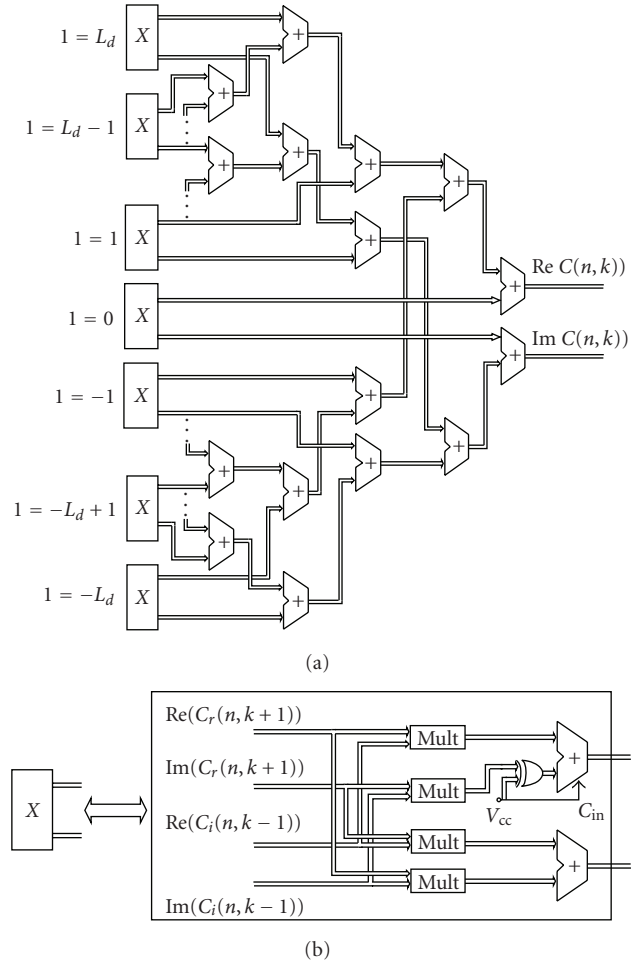 1 = L_d
X
+
+
1 = L_d − 1
X
+
+
+
+
+
1 = 1
X
+
Re C(n, k))
+
1 = 0
X
Im C(n, k))
+
1 = −1
X
+
+
+
+
+
1 = −L_d + 1
X
+
1 = −L_d
X
+
(a)
Re(C_r(n, k + 1))
Mult
+
Im(C_r(n, k + 1))
X
Mult
V_cc
C_in
Re(C_i(n, k − 1))
Mult
+
Mult
Im(C_i(n, k − 1))
(b)